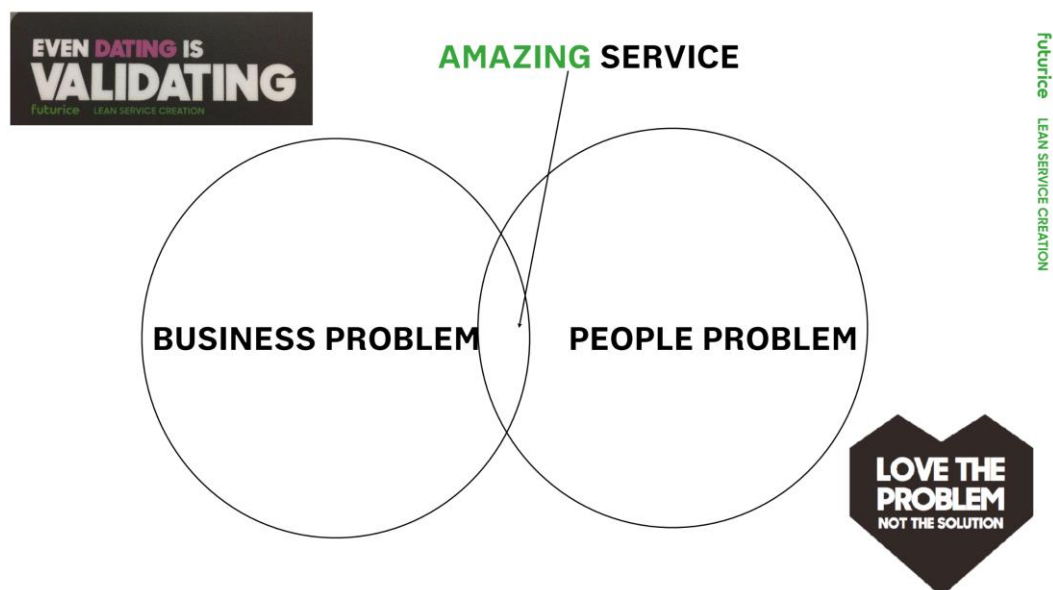 EVEN DATING IS
VALIDATING
futurice LEAN SERVICE CREATION
AMAZING SERVICE
BUSINESS PROBLEM
PEOPLE PROBLEM
LOVE THE
PROBLEM
NOT THE SOLUTION
futurice LEAN SERVICE CREATION